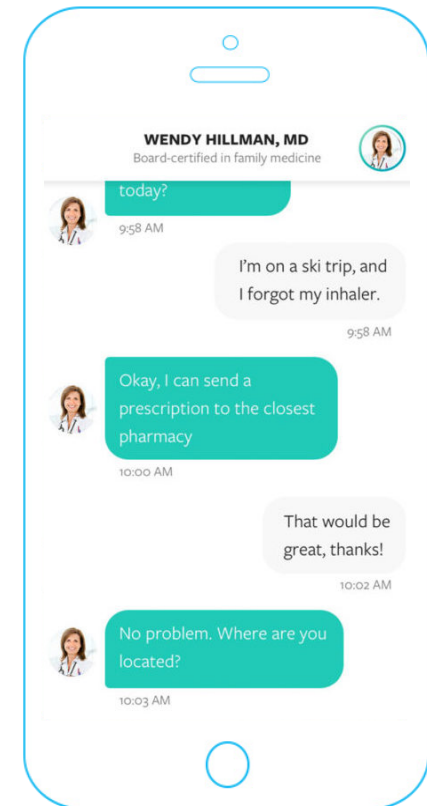 WENDY HILLMAN, MD
Board-certified in family medicine
today?
9:58 AM
I'm on a ski trip, and
I forgot my inhaler.
9:58 AM
Okay, I can send a
prescription to the closest
pharmacy
10:00 AM
That would be
great, thanks!
10:02 AM
No problem. Where are you
located?
10:03 AM